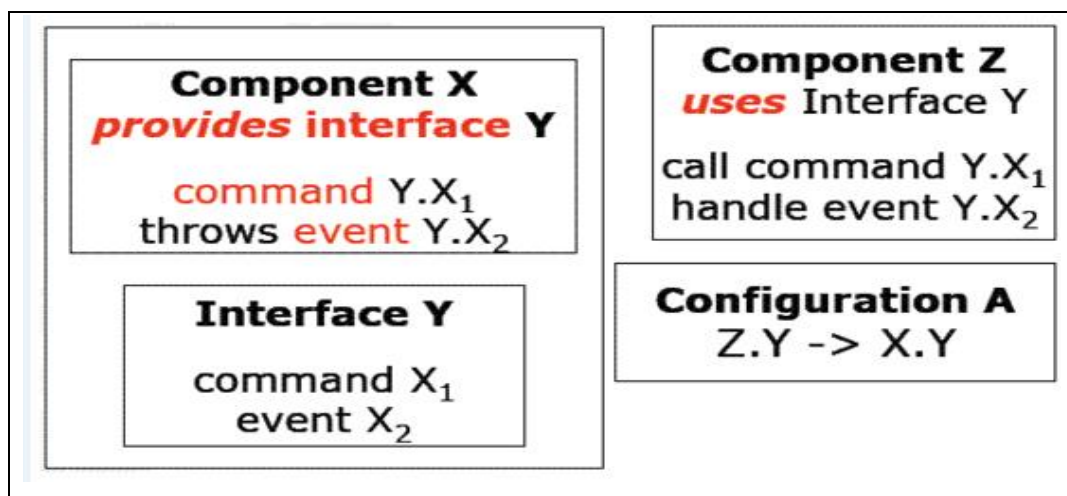 Component X
provides interface Y
command Y.X₁
throws event Y.X₂
Interface Y
command X₁
event X₂
Component Z
uses Interface Y
call command Y.X₁
handle event Y.X₂
Configuration A
Z.Y -> X.Y